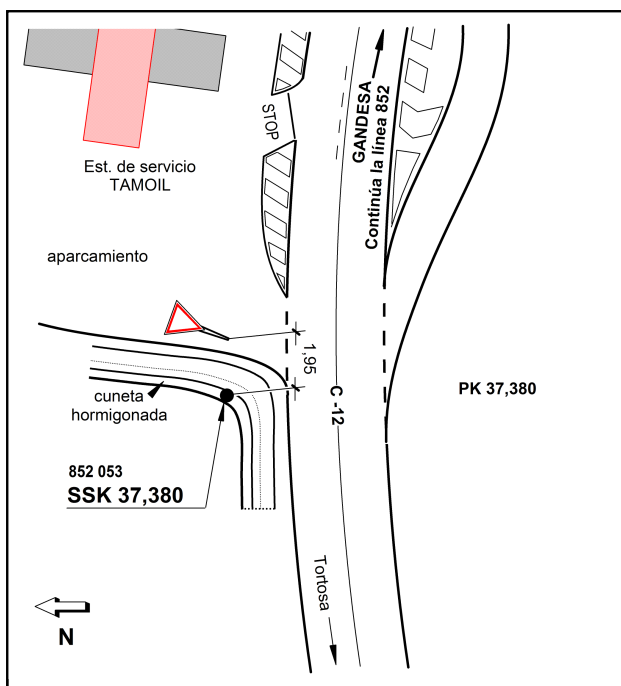 STOP
GANDESA
Continúa la línea 852
Est. de servicio
TAMOIL
aparcamiento
1,95
C -12
PK 37,380
cuneta
hormigonada
852 053
SSK 37,380
Tortosa
N